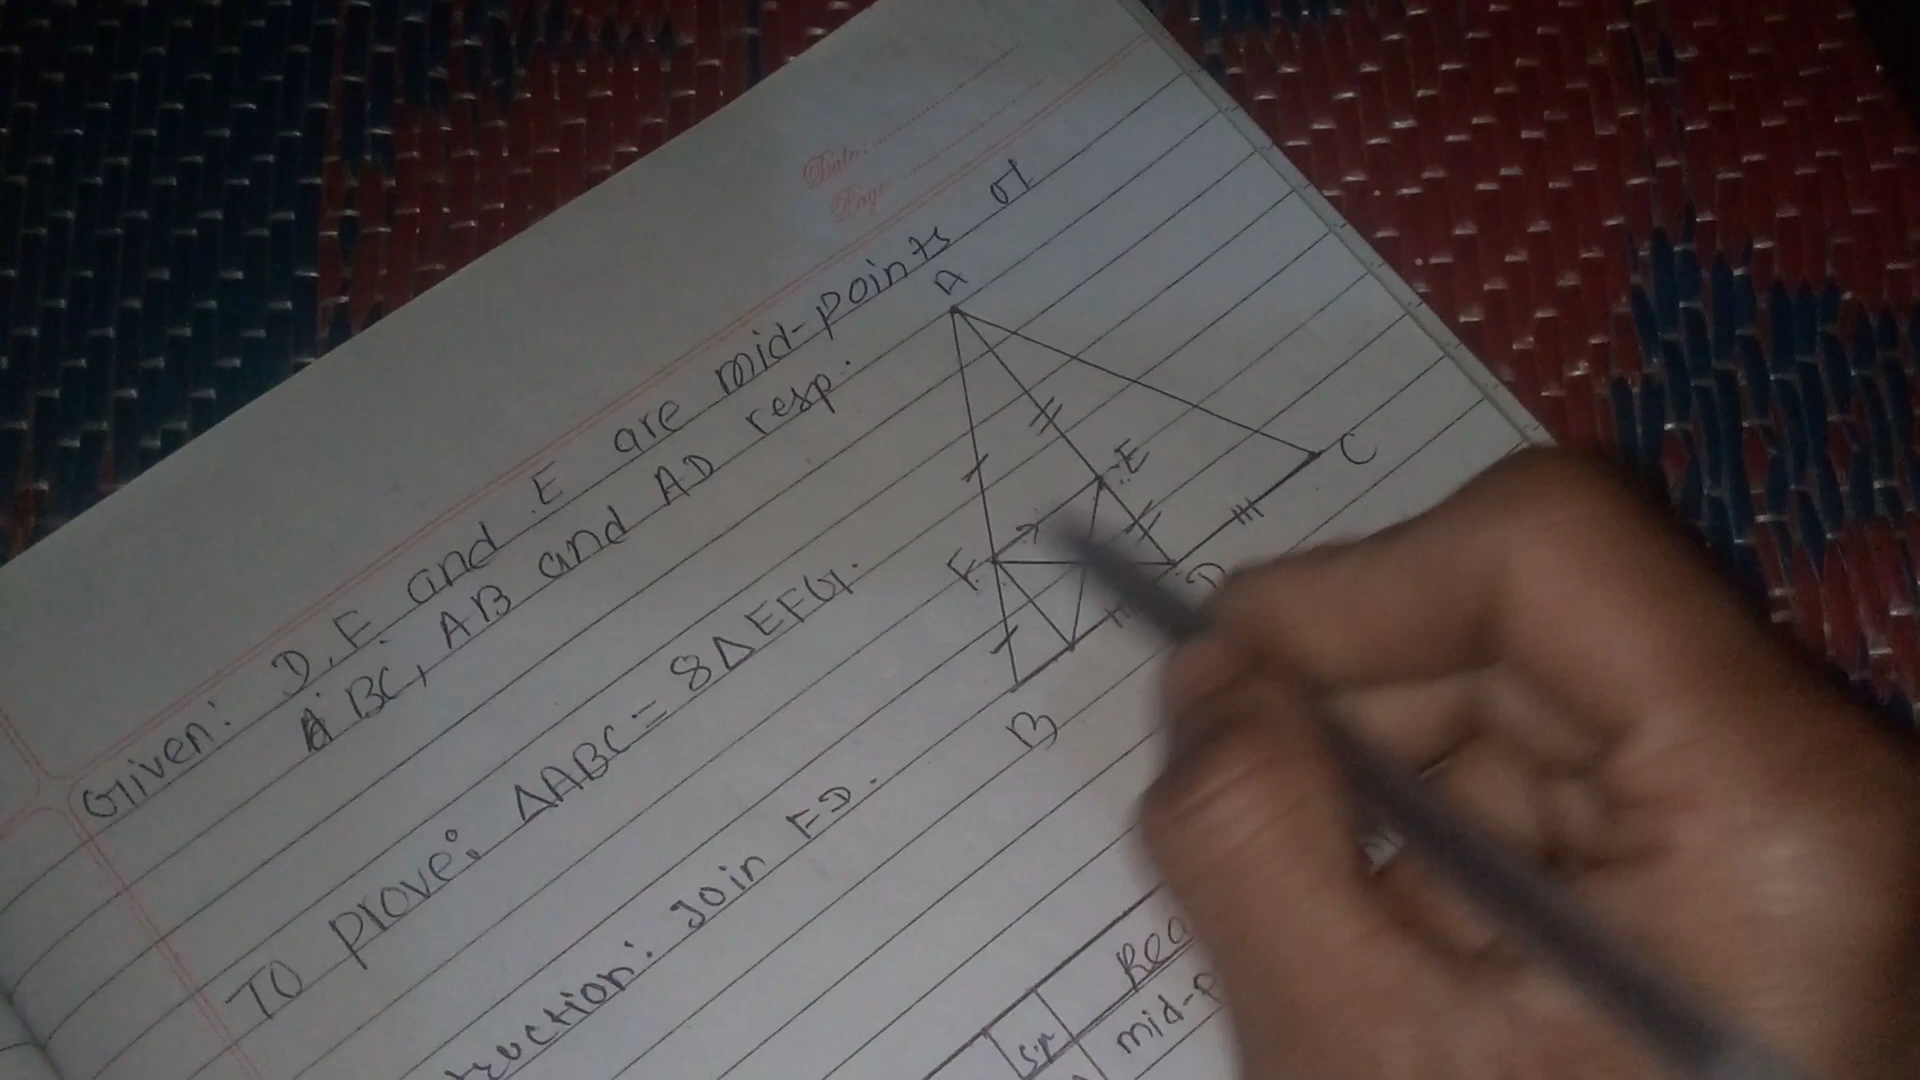 Date:
Page:
Given: D, F and E are mid-points of
BC, AB and AD resp.
To prove: ΔABC = 8ΔEFG.
truction: Join FD.
A
E
C
F
D
B
Rea
S.N
mid-p